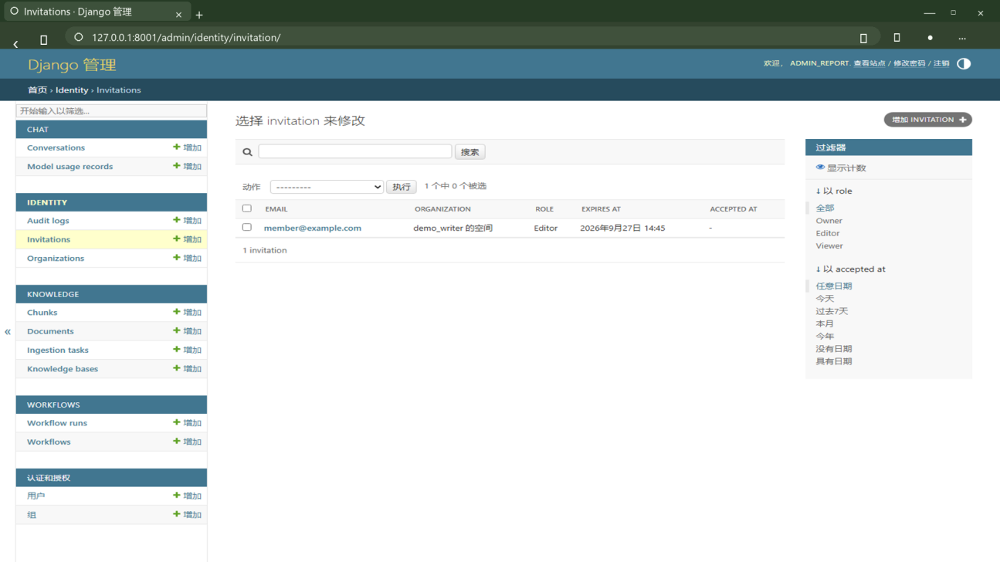 Invitations · Django 管理
127.0.0.1:8001/admin/identity/invitation/
Django 管理
欢迎， ADMIN_REPORT. 查看站点 / 修改密码 / 注销
首页 › Identity › Invitations
开始输入以筛选...
CHAT
Conversations 增加
Model usage records 增加
IDENTITY
Audit logs 增加
Invitations 增加
Organizations 增加
KNOWLEDGE
Chunks 增加
Documents 增加
Ingestion tasks 增加
Knowledge bases 增加
WORKFLOWS
Workflow runs 增加
Workflows 增加
认证和授权
用户 增加
组 增加
«
选择 invitation 来修改
增加 INVITATION +
搜索
动作 --------- 执行 1 个中 0 个被选
EMAIL ORGANIZATION ROLE EXPIRES AT ACCEPTED AT
member@example.com demo_writer 的空间 Editor 2026年9月27日 14:45 -
1 invitation
过滤器
显示计数
↓ 以 role
全部
Owner
Editor
Viewer
↓ 以 accepted at
任意日期
今天
过去7天
本月
今年
没有日期
具有日期